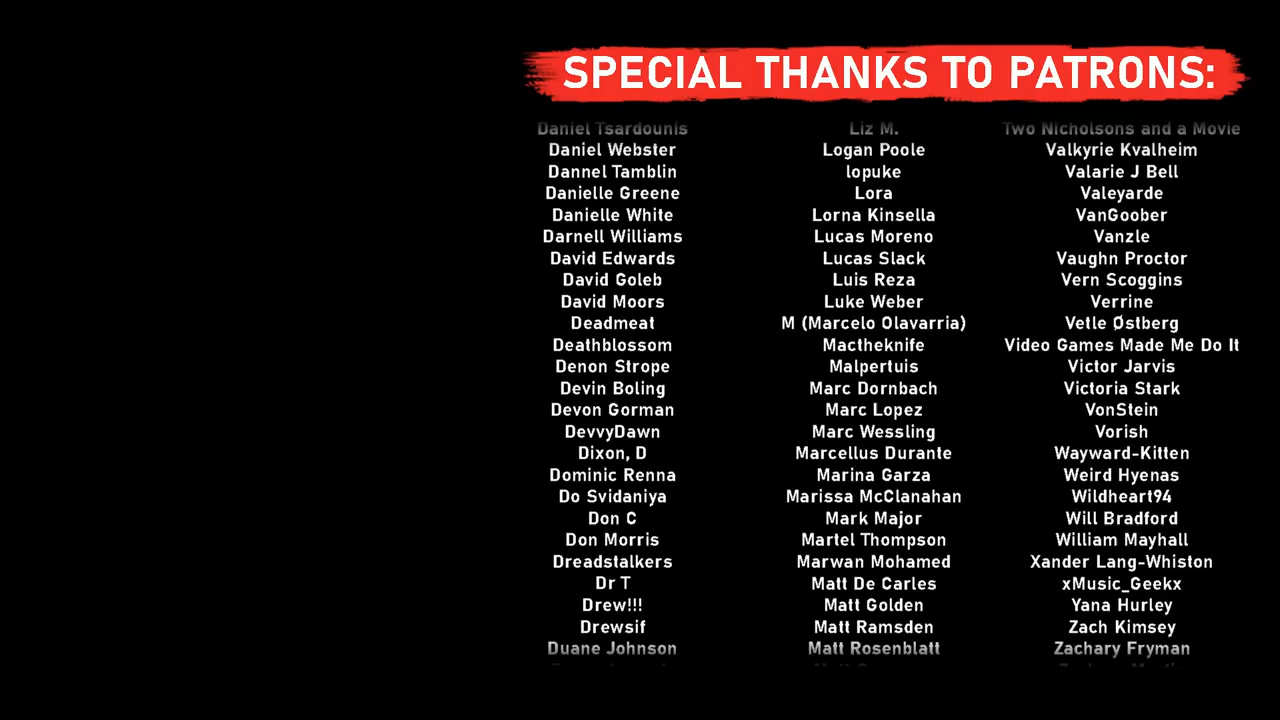 SPECIAL THANKS TO PATRONS:
Daniel Tsardounis
Daniel Webster
Dannel Tamblin
Danielle Greene
Danielle White
Darnell Williams
David Edwards
David Goleb
David Moors
Deadmeat
Deathblossom
Denon Strope
Devin Boling
Devon Gorman
DevvyDawn
Dixon, D
Dominic Renna
Do Svidaniya
Don C
Don Morris
Dreadstalkers
Dr T
Drew!!!
Drewsif
Duane Johnson
Liz M.
Logan Poole
lopuke
Lora
Lorna Kinsella
Lucas Moreno
Lucas Slack
Luis Reza
Luke Weber
M (Marcelo Olavarria)
Mactheknife
Malpertuis
Marc Dornbach
Marc Lopez
Marc Wessling
Marcellus Durante
Marina Garza
Marissa McClanahan
Mark Major
Martel Thompson
Marwan Mohamed
Matt De Carles
Matt Golden
Matt Ramsden
Matt Rosenblatt
Two Nicholsons and a Movie
Valkyrie Kvalheim
Valarie J Bell
Valeyarde
VanGoober
Vanzle
Vaughn Proctor
Vern Scoggins
Verrine
Vetle Østberg
Video Games Made Me Do It
Victor Jarvis
Victoria Stark
VonStein
Vorish
Wayward-Kitten
Weird Hyenas
Wildheart94
Will Bradford
William Mayhall
Xander Lang-Whiston
xMusic_Geekx
Yana Hurley
Zach Kimsey
Zachary Fryman